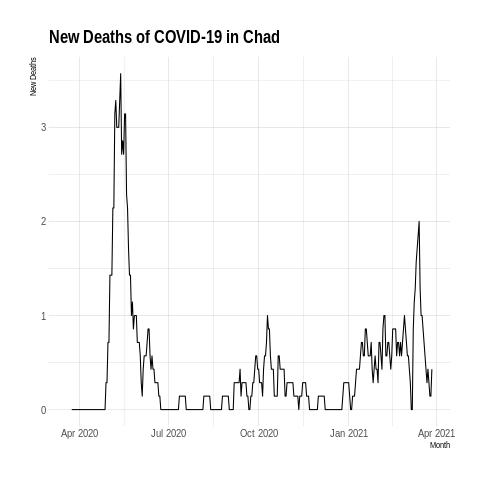 New Deaths of COVID-19 in Chad
New Deaths
3
2
1
0
Apr 2020 Jul 2020 Oct 2020 Jan 2021 Apr 2021
Month